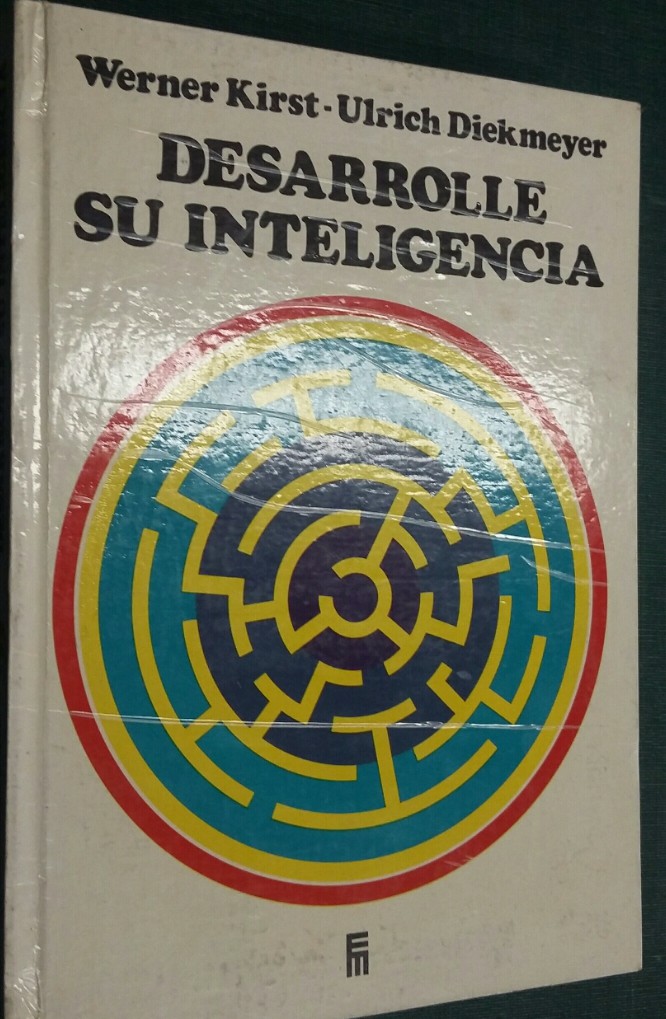 Werner Kirst-Ulrich Diekmeyer
DESARROLLE
SU INTELIGENCIA